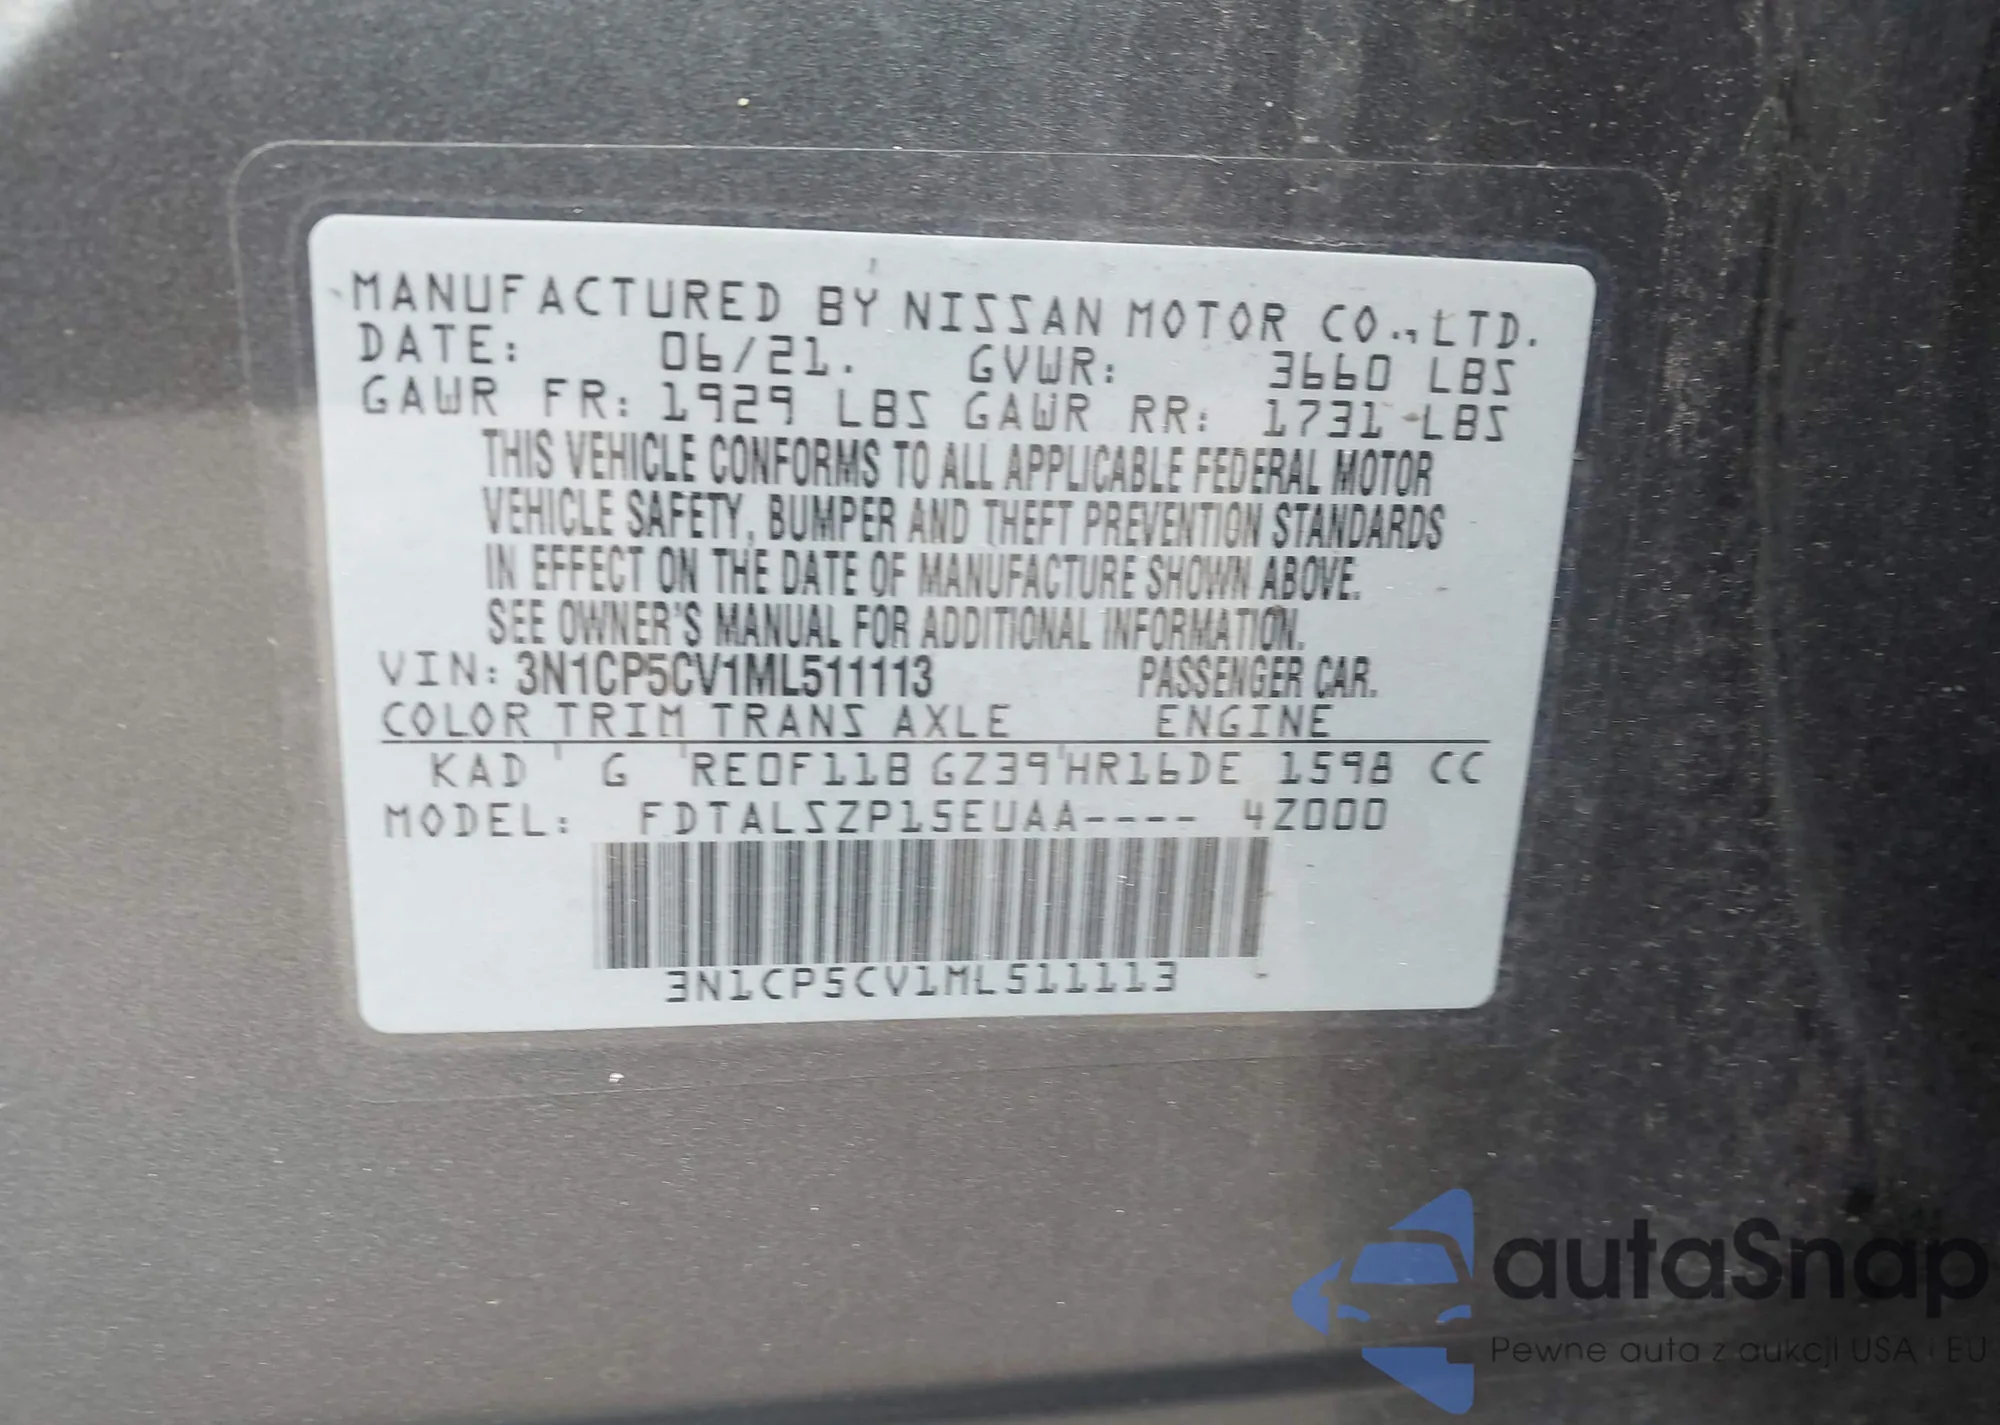 MANUFACTURED BY NISSAN MOTOR CO.,LTD.
DATE: 06/21. GVWR: 3660 LBS
GAWR FR: 1929 LBS GAWR RR: 1731 LBS
THIS VEHICLE CONFORMS TO ALL APPLICABLE FEDERAL MOTOR
VEHICLE SAFETY, BUMPER AND THEFT PREVENTION STANDARDS
IN EFFECT ON THE DATE OF MANUFACTURE SHOWN ABOVE.
SEE OWNER'S MANUAL FOR ADDITIONAL INFORMATION.
VIN: 3N1CP5CV1ML511113 PASSENGER CAR.
COLOR TRIM TRANS AXLE ENGINE
KAD G RE0F11B GZ39 HR16DE 1598 CC
MODEL: FDTALSZP15EUAA---- 4Z000
3N1CP5CV1ML511113
autaSnap
Pewne auta z aukcji USA i EU